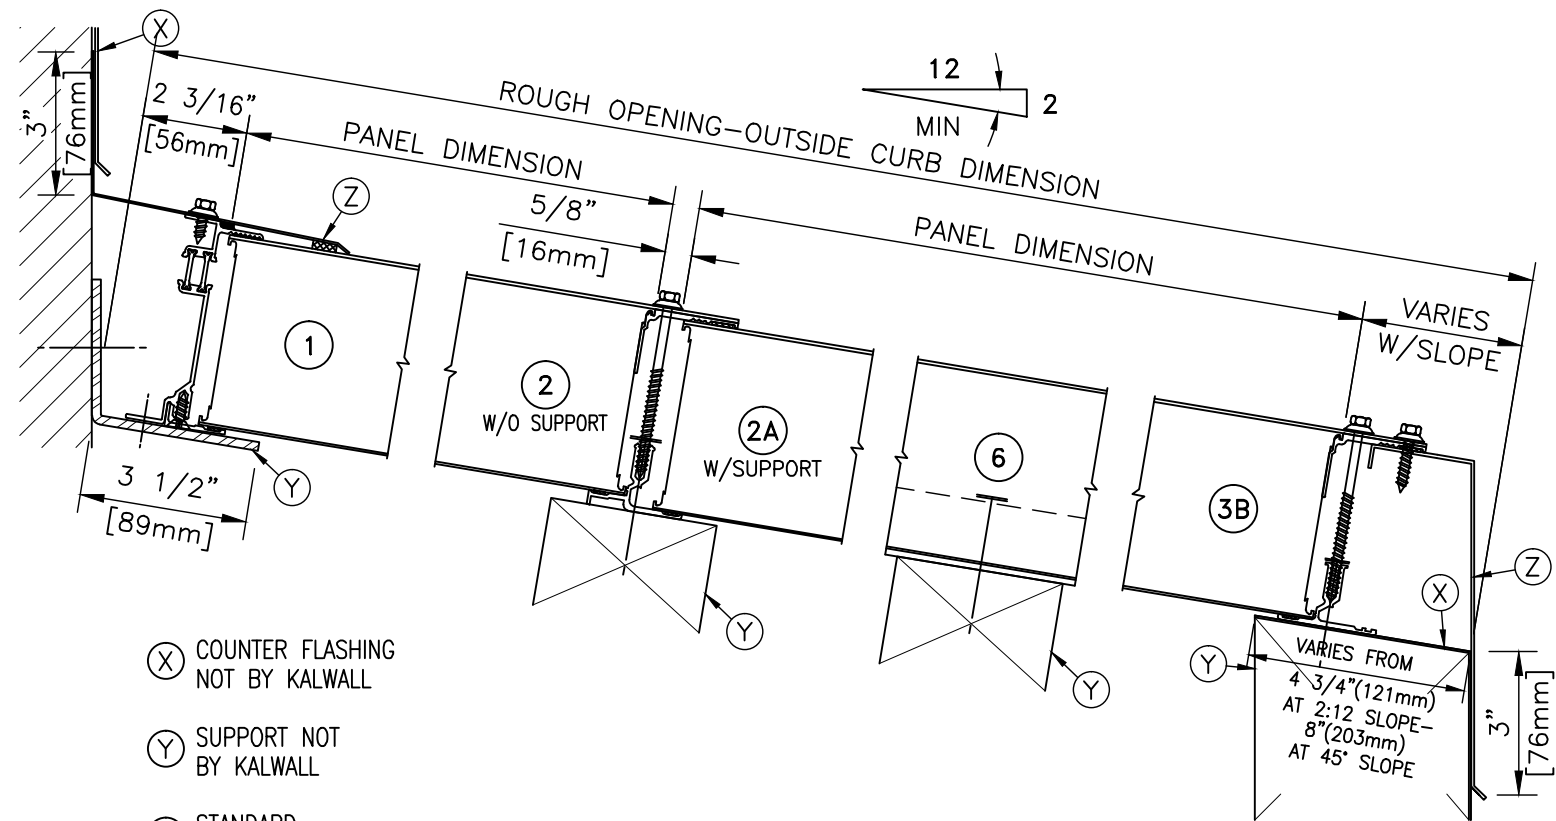 X
2 3/16"
[56mm]
3"
[76mm]
ROUGH OPENING-OUTSIDE CURB DIMENSION
12
2
MIN
PANEL DIMENSION
Z
5/8"
[16mm]
PANEL DIMENSION
VARIES
W/SLOPE
1
2
W/O SUPPORT
2A
W/SUPPORT
6
3B
3 1/2"
[89mm]
Y
Y
Y
Y
X
Z
VARIES FROM
4 3/4"(121mm)
AT 2:12 SLOPE-
8"(203mm)
AT 45° SLOPE
3"
[76mm]
X COUNTER FLASHING
NOT BY KALWALL
Y SUPPORT NOT
BY KALWALL
STANDARD